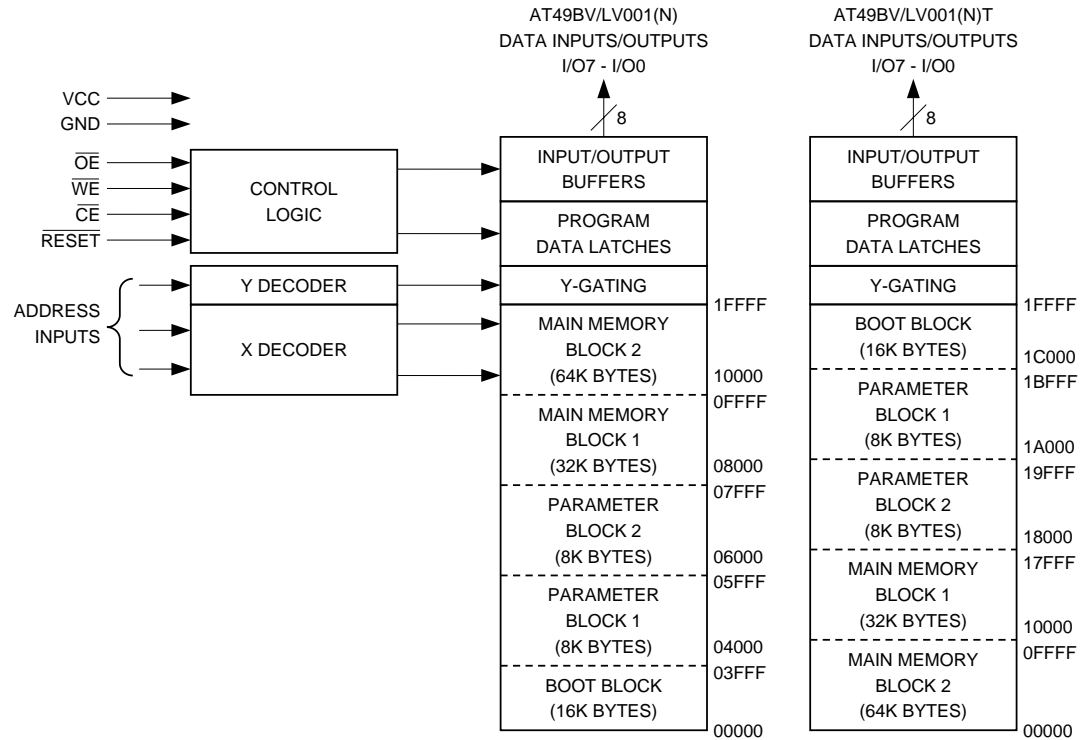 AT49BV/LV001(N)
DATA INPUTS/OUTPUTS
I/O7 - I/O0
8
AT49BV/LV001(N)T
DATA INPUTS/OUTPUTS
I/O7 - I/O0
8
VCC
GND
OE
WE
CE
RESET
CONTROL
LOGIC
ADDRESS
INPUTS
Y DECODER
X DECODER
INPUT/OUTPUT
BUFFERS
PROGRAM
DATA LATCHES
Y-GATING
1FFFF
MAIN MEMORY
BLOCK 2
(64K BYTES)
10000
0FFFF
MAIN MEMORY
BLOCK 1
(32K BYTES)
08000
07FFF
PARAMETER
BLOCK 2
(8K BYTES)
06000
05FFF
PARAMETER
BLOCK 1
(8K BYTES)
04000
03FFF
BOOT BLOCK
(16K BYTES)
00000
INPUT/OUTPUT
BUFFERS
PROGRAM
DATA LATCHES
Y-GATING
1FFFF
BOOT BLOCK
(16K BYTES)
1C000
1BFFF
PARAMETER
BLOCK 1
(8K BYTES)
1A000
19FFF
PARAMETER
BLOCK 2
(8K BYTES)
18000
17FFF
MAIN MEMORY
BLOCK 1
(32K BYTES)
10000
0FFFF
MAIN MEMORY
BLOCK 2
(64K BYTES)
00000